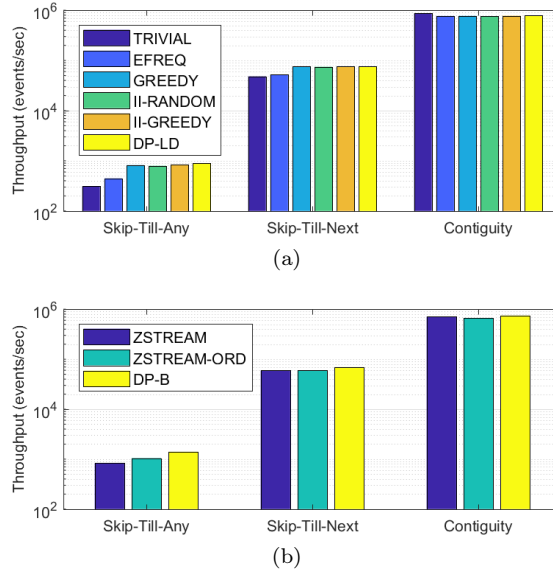 10^6
10^4
10^2
Throughput (events/sec)
TRIVIAL
EFREQ
GREEDY
II-RANDOM
II-GREEDY
DP-LD
Skip-Till-Any Skip-Till-Next Contiguity
(a)
10^6
10^4
10^2
Throughput (events/sec)
ZSTREAM
ZSTREAM-ORD
DP-B
Skip-Till-Any Skip-Till-Next Contiguity
(b)